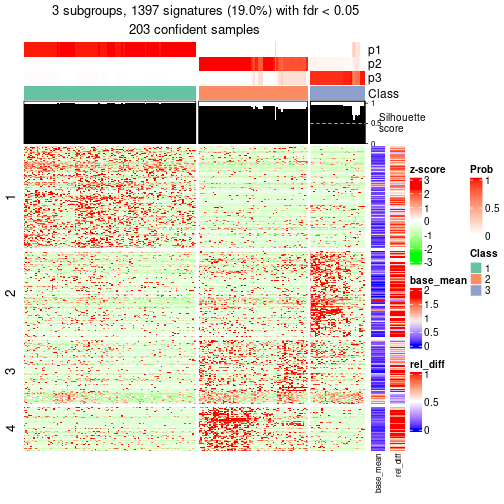 3 subgroups, 1397 signatures (19.0%) with fdr < 0.05
203 confident samples
p1
p2
p3
Class
1
0.5
0
Silhouette
score
1
2
3
4
base_mean
rel_diff
z-score
3
2
1
0
-1
-2
-3
base_mean
2
1.5
1
0.5
0
rel_diff
1
0.5
0
Prob
1
0.5
0
Class
1
2
3